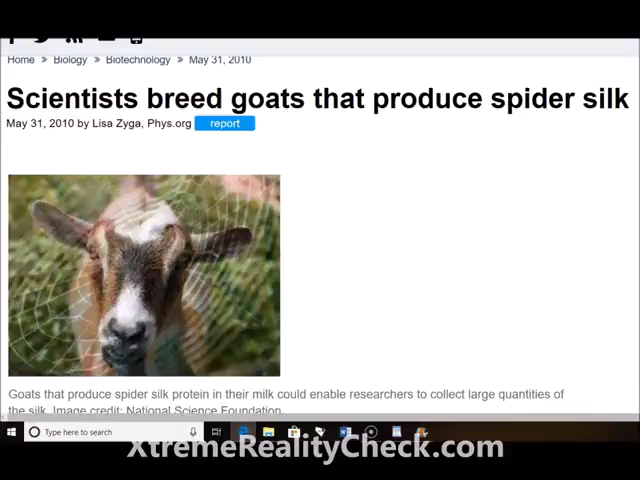 Home » Biology » Biotechnology » May 31, 2010
Scientists breed goats that produce spider silk
May 31, 2010 by Lisa Zyga, Phys.org report
Goats that produce spider silk protein in their milk could enable researchers to collect large quantities of
the silk. Image credit: National Science Foundation
Type here to search
XtremeRealityCheck.com